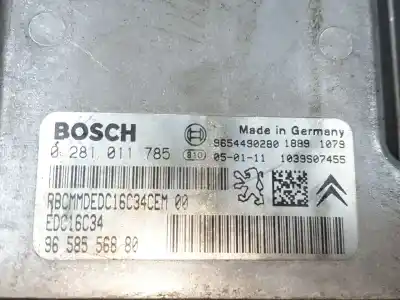 BOSCH
Made in Germany
0 281 011 785
9654490280 1889 1079
05-01-11 1039S07455
RBOMMDEDC16C34CEM 00
EDC16C34
96 585 568 80